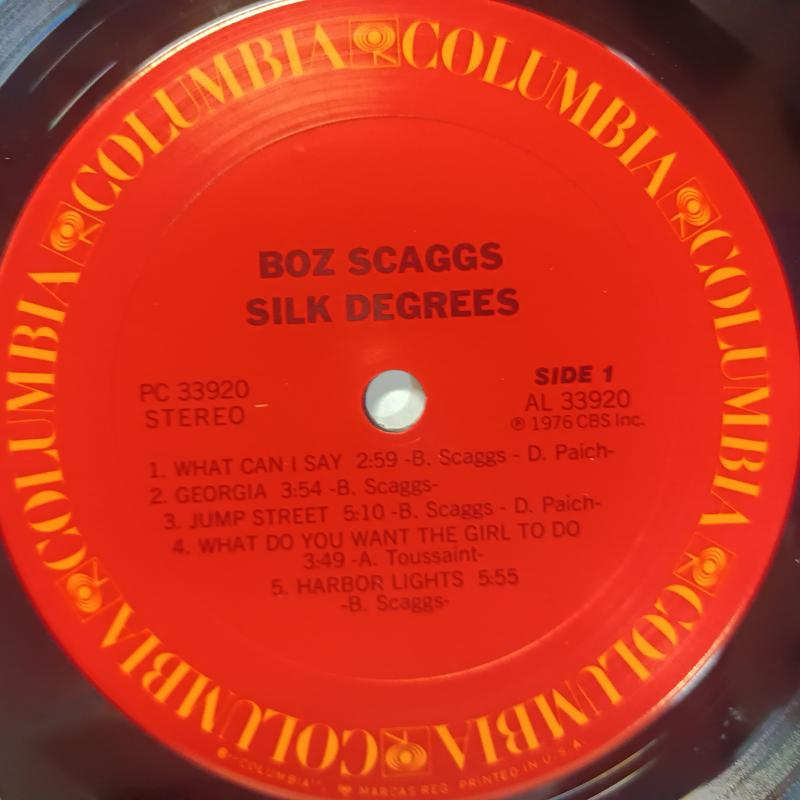 COLUMBIA COLUMBIA COLUMBIA COLUMBIA COLUMBIA COLUMBIA
BOZ SCAGGS
SILK DEGREES
PC 33920
STEREO
SIDE 1
AL 33920
℗ 1976 CBS Inc.
1. WHAT CAN I SAY 2:59 -B. Scaggs - D. Paich-
2. GEORGIA 3:54 -B. Scaggs-
3. JUMP STREET 5:10 -B. Scaggs - D. Paich-
4. WHAT DO YOU WANT THE GIRL TO DO
3:49 -A. Toussaint-
5. HARBOR LIGHTS 5:55
-B. Scaggs-
"COLUMBIA", MARCAS REG. PRINTED IN U.S.A.